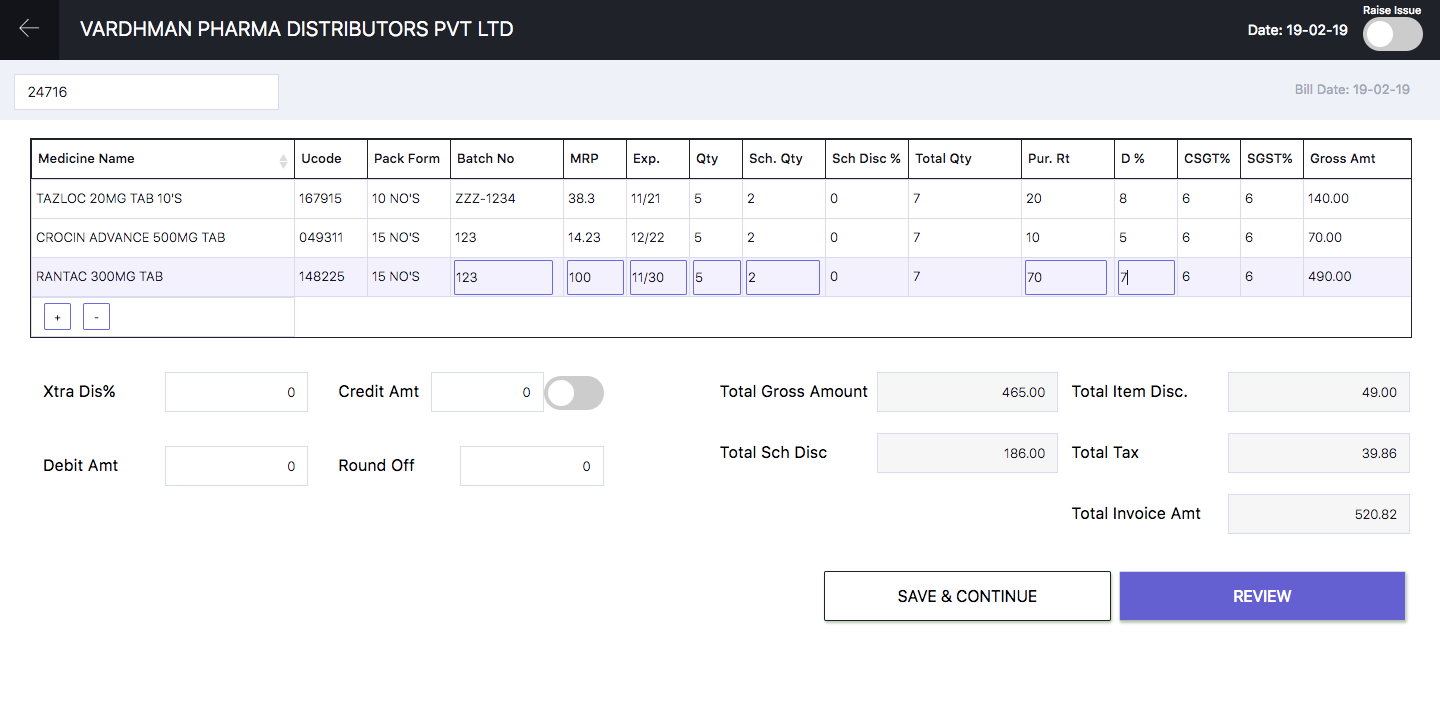 Raise Issue
VARDHMAN PHARMA DISTRIBUTORS PVT LTD
Date: 19-02-19
24716
Bill Date: 19-02-19
Medicine Name Ucode Pack Form Batch No MRP Exp. Qty Sch. Qty Sch Disc % Total Qty Pur. Rt D % CSGT% SGST% Gross Amt
TAZLOC 20MG TAB 10'S 167915 10 NO'S ZZZ-1234 38.3 11/21 5 2 0 7 20 8 6 6 140.00
CROCIN ADVANCE 500MG TAB 049311 15 NO'S 123 14.23 12/22 5 2 0 7 10 5 6 6 70.00
RANTAC 300MG TAB 148225 15 NO'S 123 100 11/30 5 2 0 7 70 7 6 6 490.00
+ -
Xtra Dis% 0 Credit Amt 0 Total Gross Amount 465.00 Total Item Disc. 49.00
Debit Amt 0 Round Off 0 Total Sch Disc 186.00 Total Tax 39.86
Total Invoice Amt 520.82
SAVE & CONTINUE REVIEW